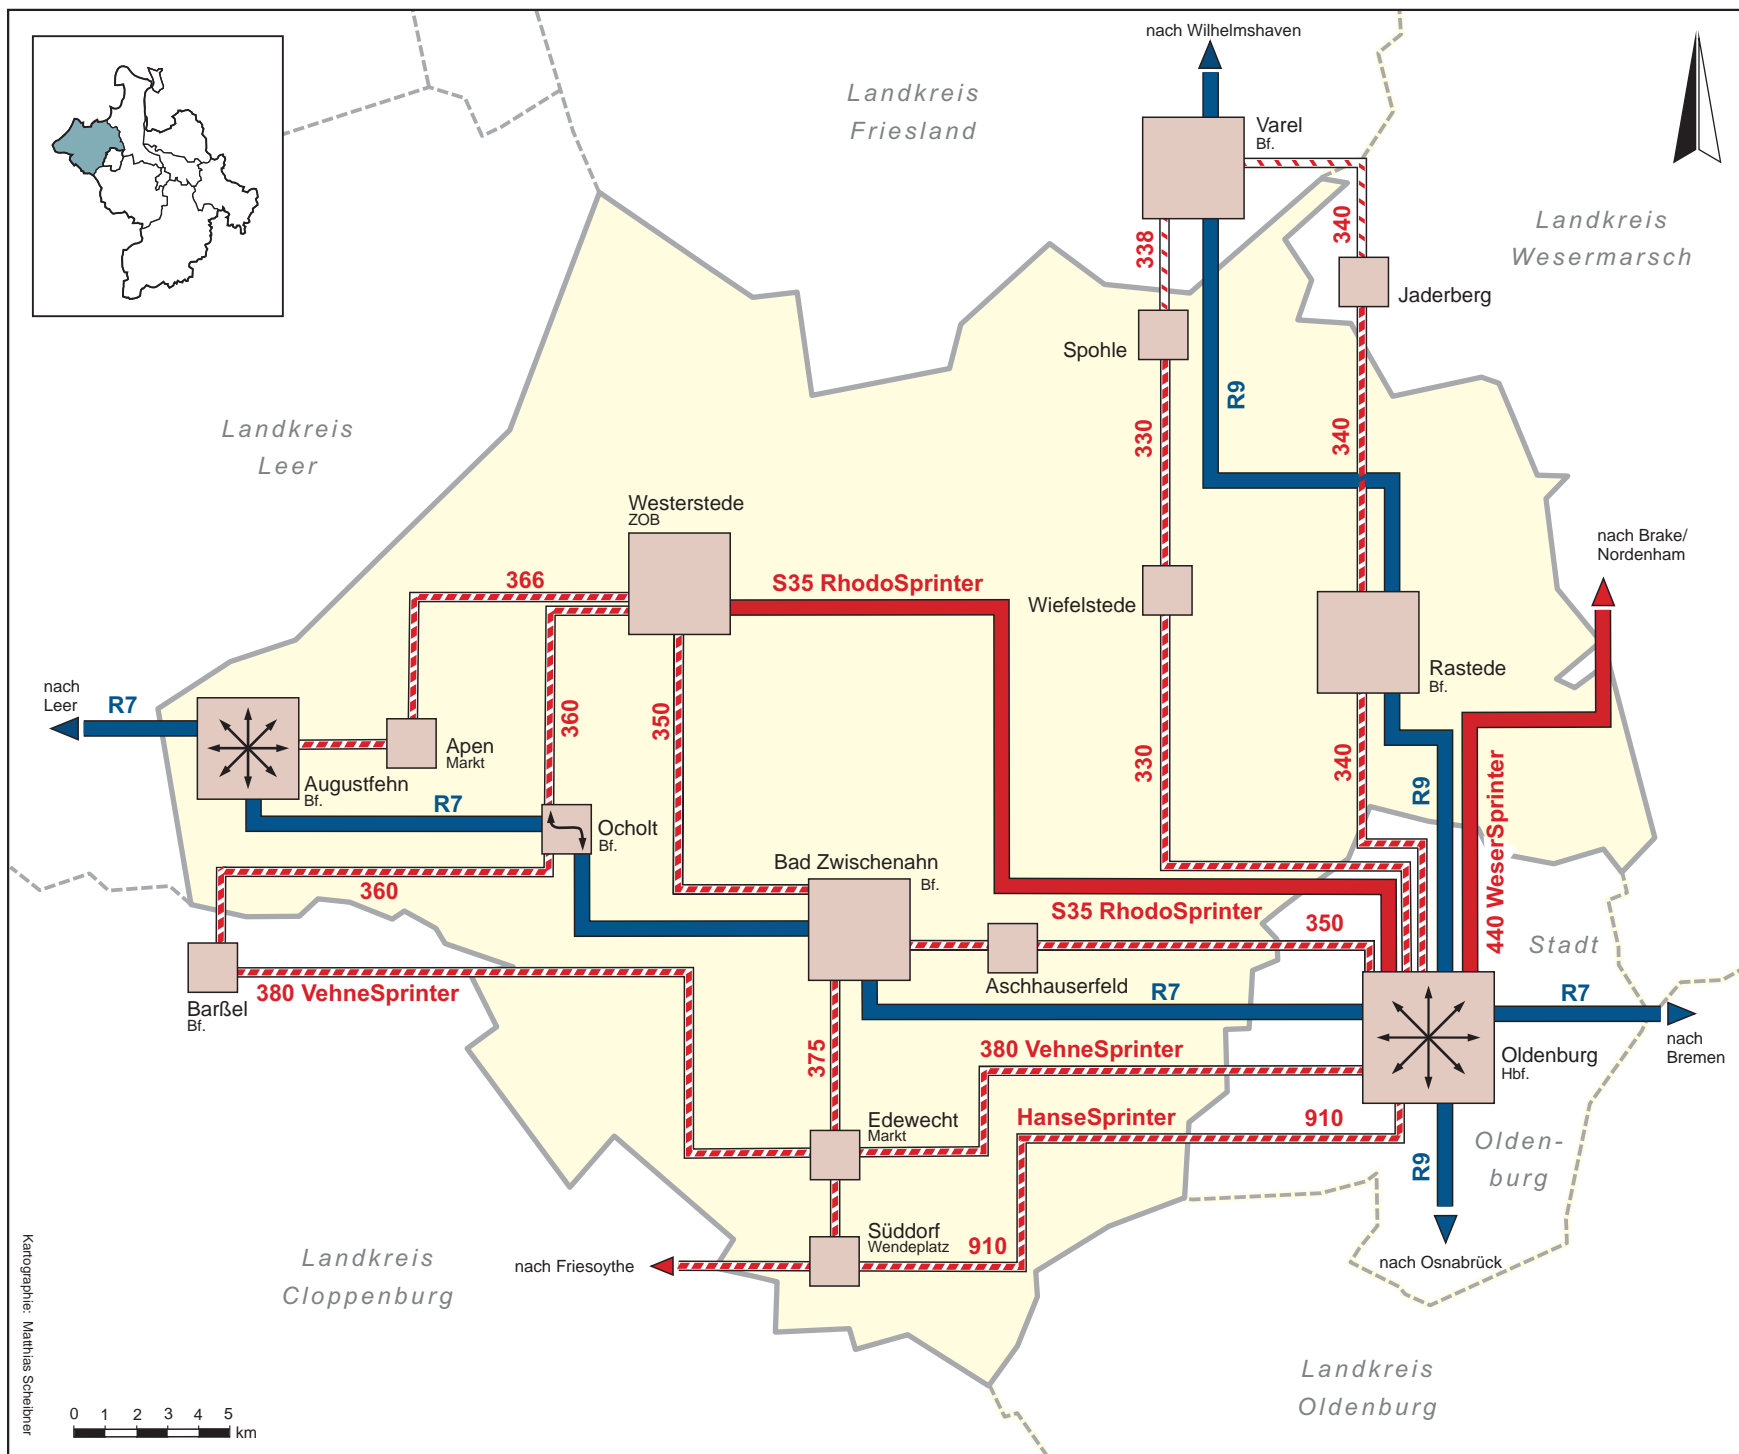 nach Wilhelmshaven
Landkreis
Friesland
Varel
Bf.
Landkreis
Wesermarsch
338
340
Jaderberg
Spohle
R9
330
340
Landkreis
Leer
Westerstede
ZOB
nach Brake/
Nordenham
366
S35 RhodoSprinter
Wiefelstede
Rastede
Bf.
nach
Leer
R7
360
350
330
340
R9
440 WeserSprinter
Apen
Markt
Augustfehn
Bf.
R7
Ocholt
Bf.
Bad Zwischenahn
Bf.
360
S35 RhodoSprinter
350
Stadt
Aschhauserfeld
380 VehneSprinter
Barßel
Bf.
R7
R7
nach
Bremen
Oldenburg
Hbf.
375
380 VehneSprinter
Edewecht
Markt
HanseSprinter
910
Olden-
burg
R9
Süddorf
Wendeplatz
910
nach Friesoythe
nach Osnabrück
Landkreis
Cloppenburg
Landkreis
Oldenburg
Kartographie: Matthias Scheibner
0 1 2 3 4 5
km